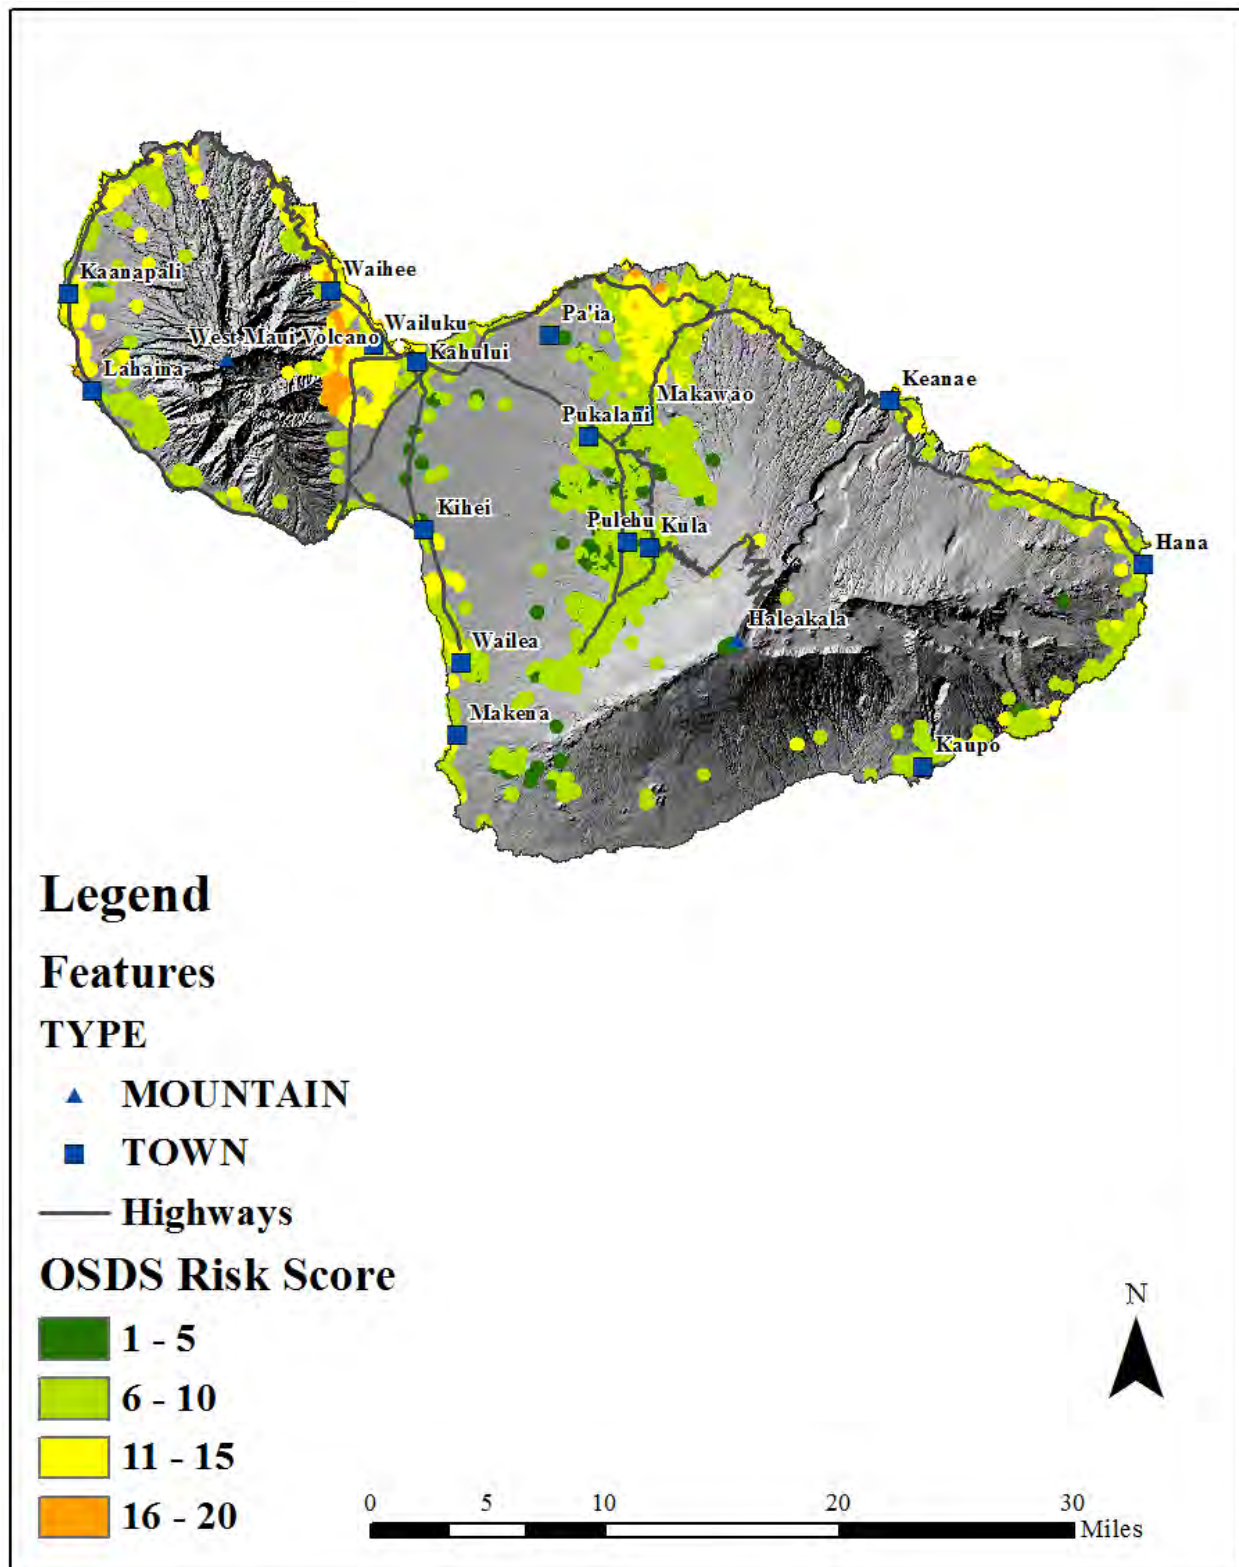 Kaanapali
Waihee
West Maui Volcano
Wailuku
Kahului
Lahaina
Pa'ia
Makawao
Pukalani
Keanae
Kihei
Pulehu
Kula
Hana
Haleakala
Wailea
Makena
Kaupo
Legend
Features
TYPE
MOUNTAIN
TOWN
Highways
OSDS Risk Score
1 - 5
6 - 10
11 - 15
16 - 20
N
0 5 10 20 30
Miles